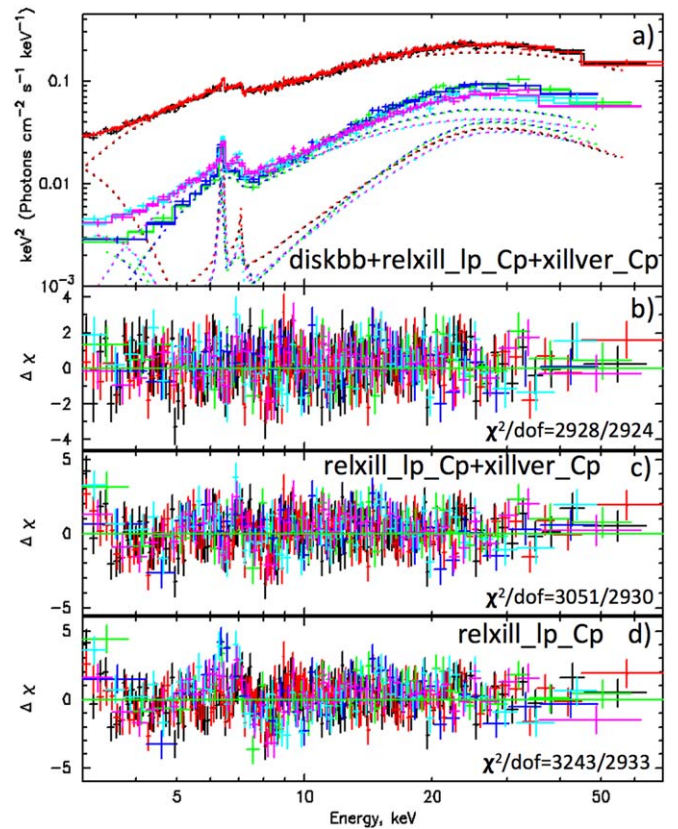 a)
keV² (Photons cm⁻² s⁻¹ keV⁻¹)
0.1
0.01
10⁻³
diskbb+relxill_lp_Cp+xillver_Cp
b)
Δ χ
4
2
0
−2
−4
χ²/dof=2928/2924
relxill_lp_Cp+xillver_Cp c)
Δ χ
5
0
−5
χ²/dof=3051/2930
relxill_lp_Cp d)
Δ χ
5
0
−5
χ²/dof=3243/2933
5 10 20 50
Energy, keV